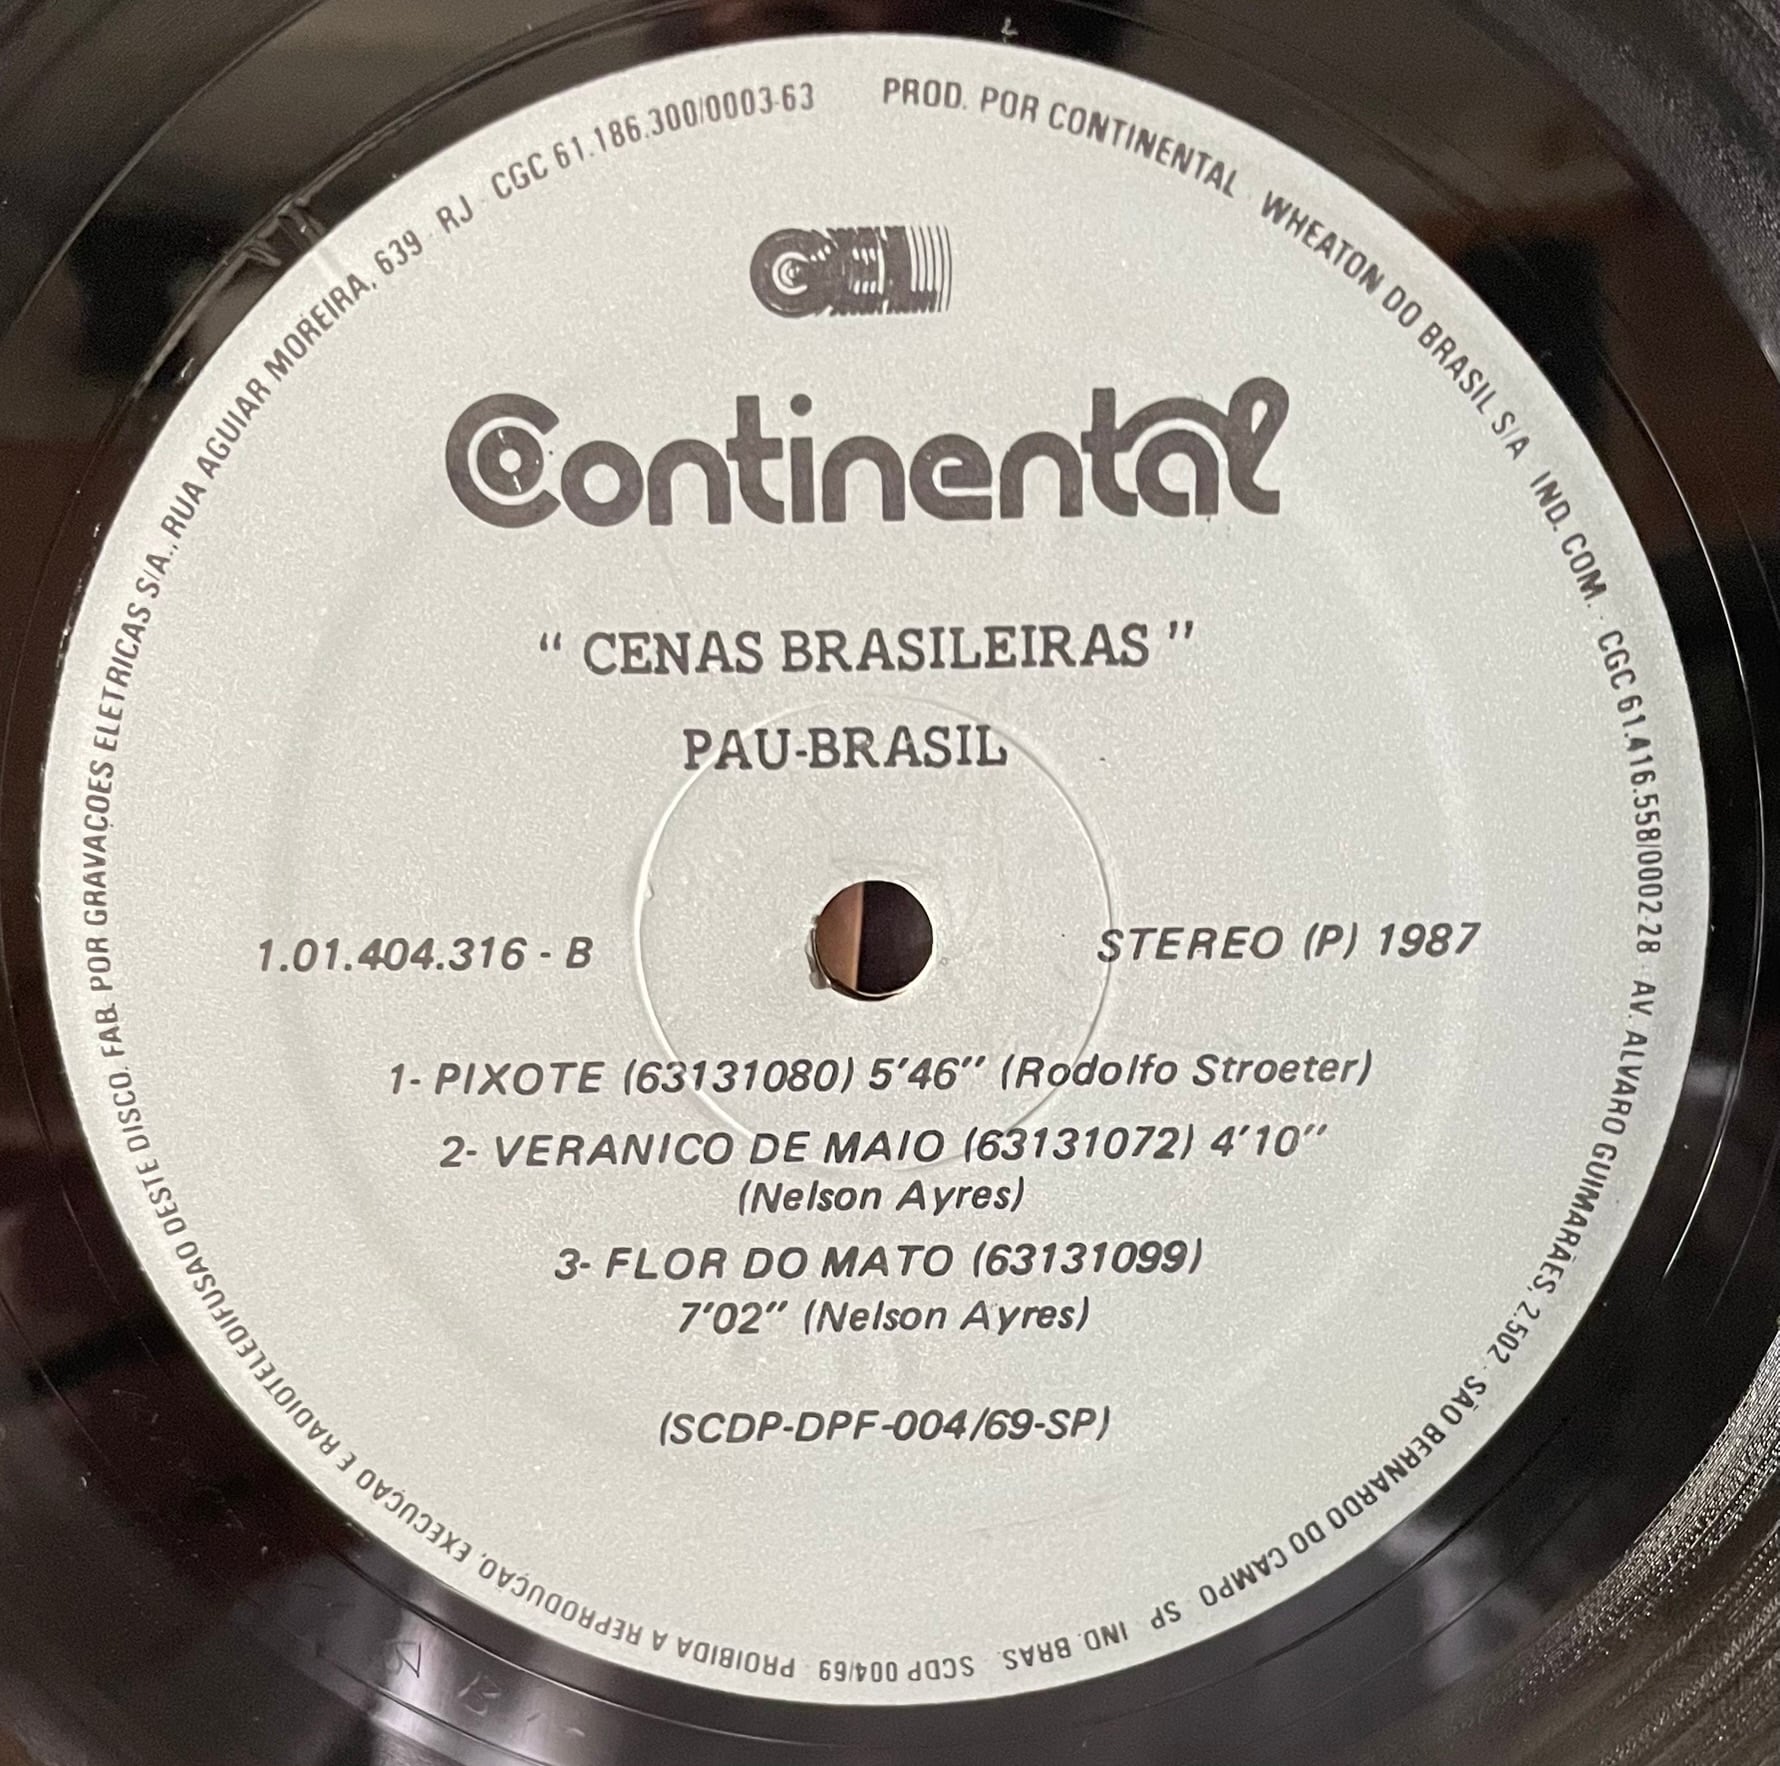 PROD. POR CONTINENTAL · WHEATON DO BRASIL S/A IND. COM. · CGC 61.416.558/0002-28 · AV. ALVARO GUIMARÃES, 2.502 · SÃO BERNARDO DO CAMPO SP IND. BRAS. SCDP 004/69 · PROIBIDA A REPRODUÇAO, EXECUÇAO E RADIOTELEDIFUSAO DESTE DISCO. FAB. POR GRAVAÇOES ELETRICAS S/A., RUA AGUIAR MOREIRA, 639 · RJ · CGC 61.186.300/0003-63
Continental
" CENAS BRASILEIRAS "
PAU-BRASIL
1.01.404.316 - B STEREO (P) 1987
1- PIXOTE (63131080) 5'46" (Rodolfo Stroeter)
2- VERANICO DE MAIO (63131072) 4'10"
(Nelson Ayres)
3- FLOR DO MATO (63131099)
7'02" (Nelson Ayres)
(SCDP-DPF-004/69-SP)